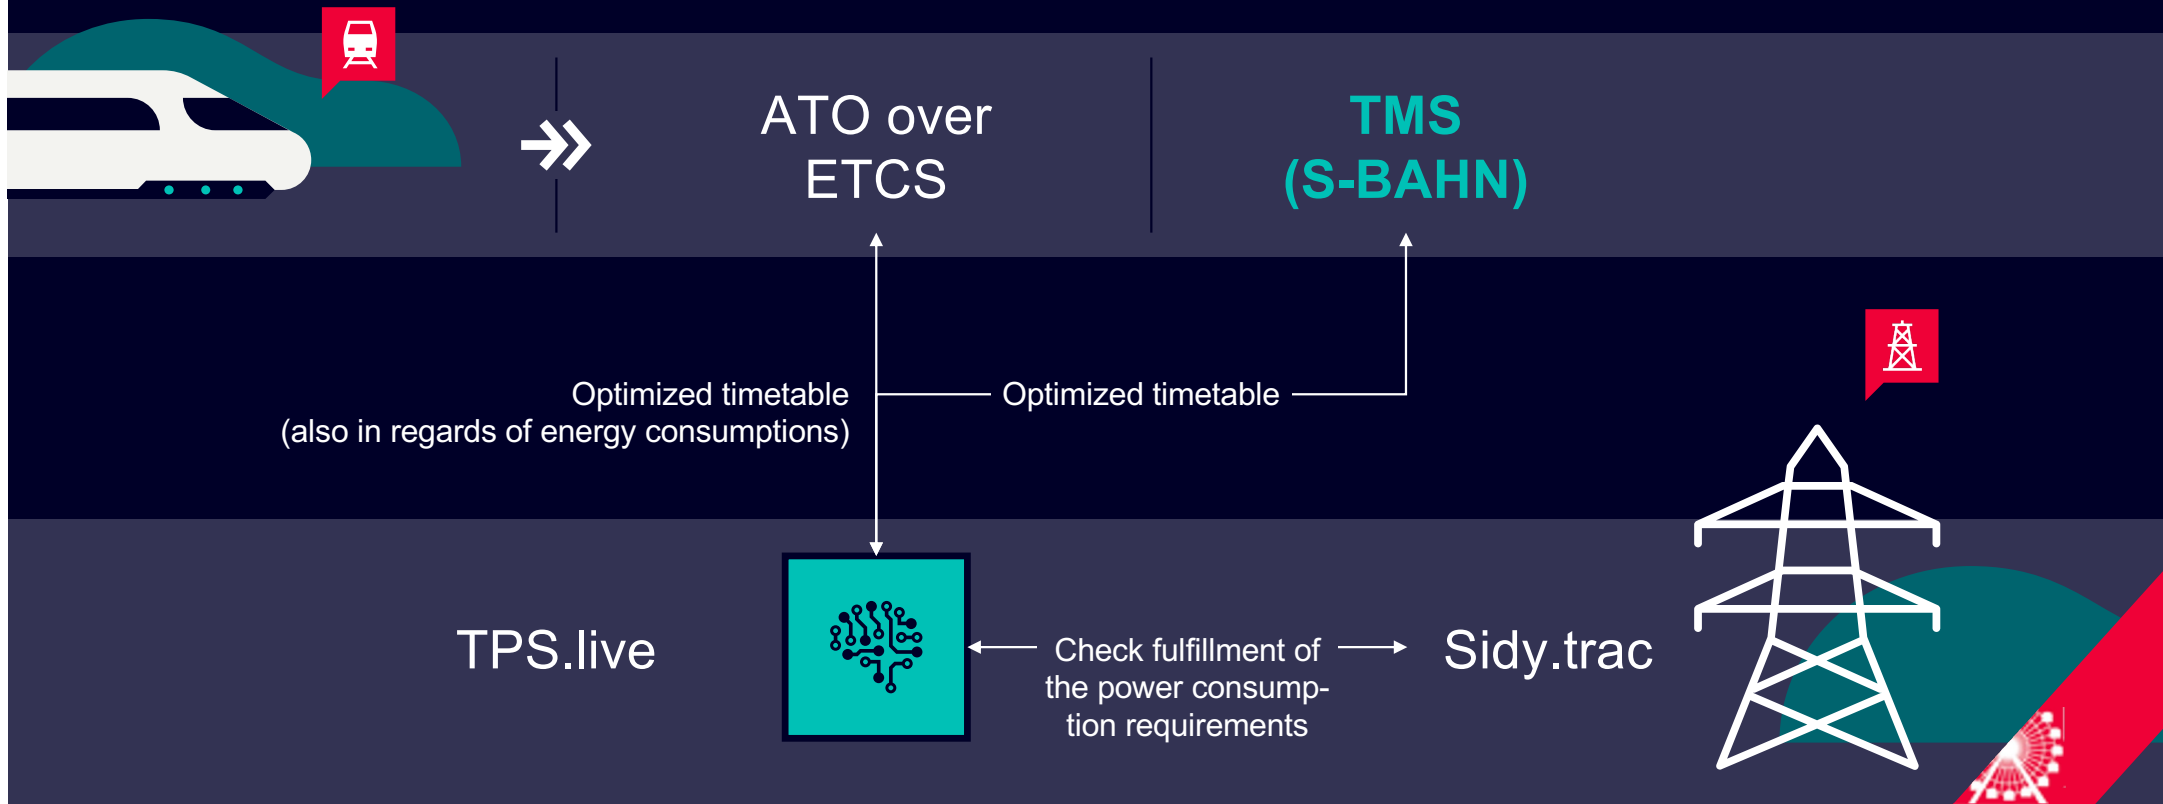 ATO over
ETCS
TMS
(S-BAHN)
Optimized timetable
(also in regards of energy consumptions)
Optimized timetable
TPS.live
Check fulfillment of
the power consump-
tion requirements
Sidy.trac